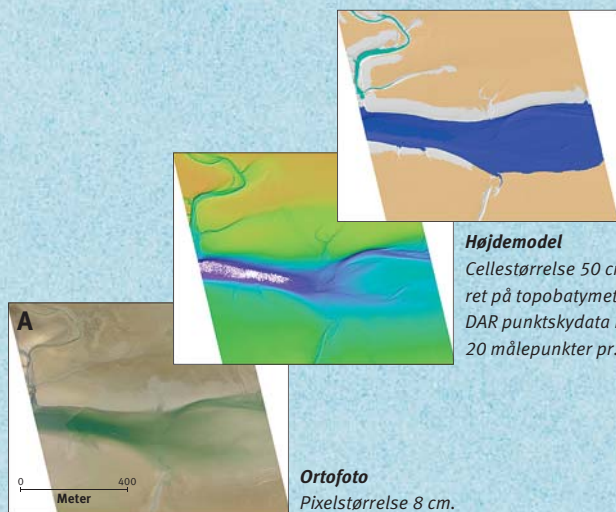 Højdemodel
Cellestørrelse 50 c
ret på topobatymet
DAR punktskydata
20 målepunkter pr.
A
0 400
Meter
Ortofoto
Pixelstørrelse 8 cm.